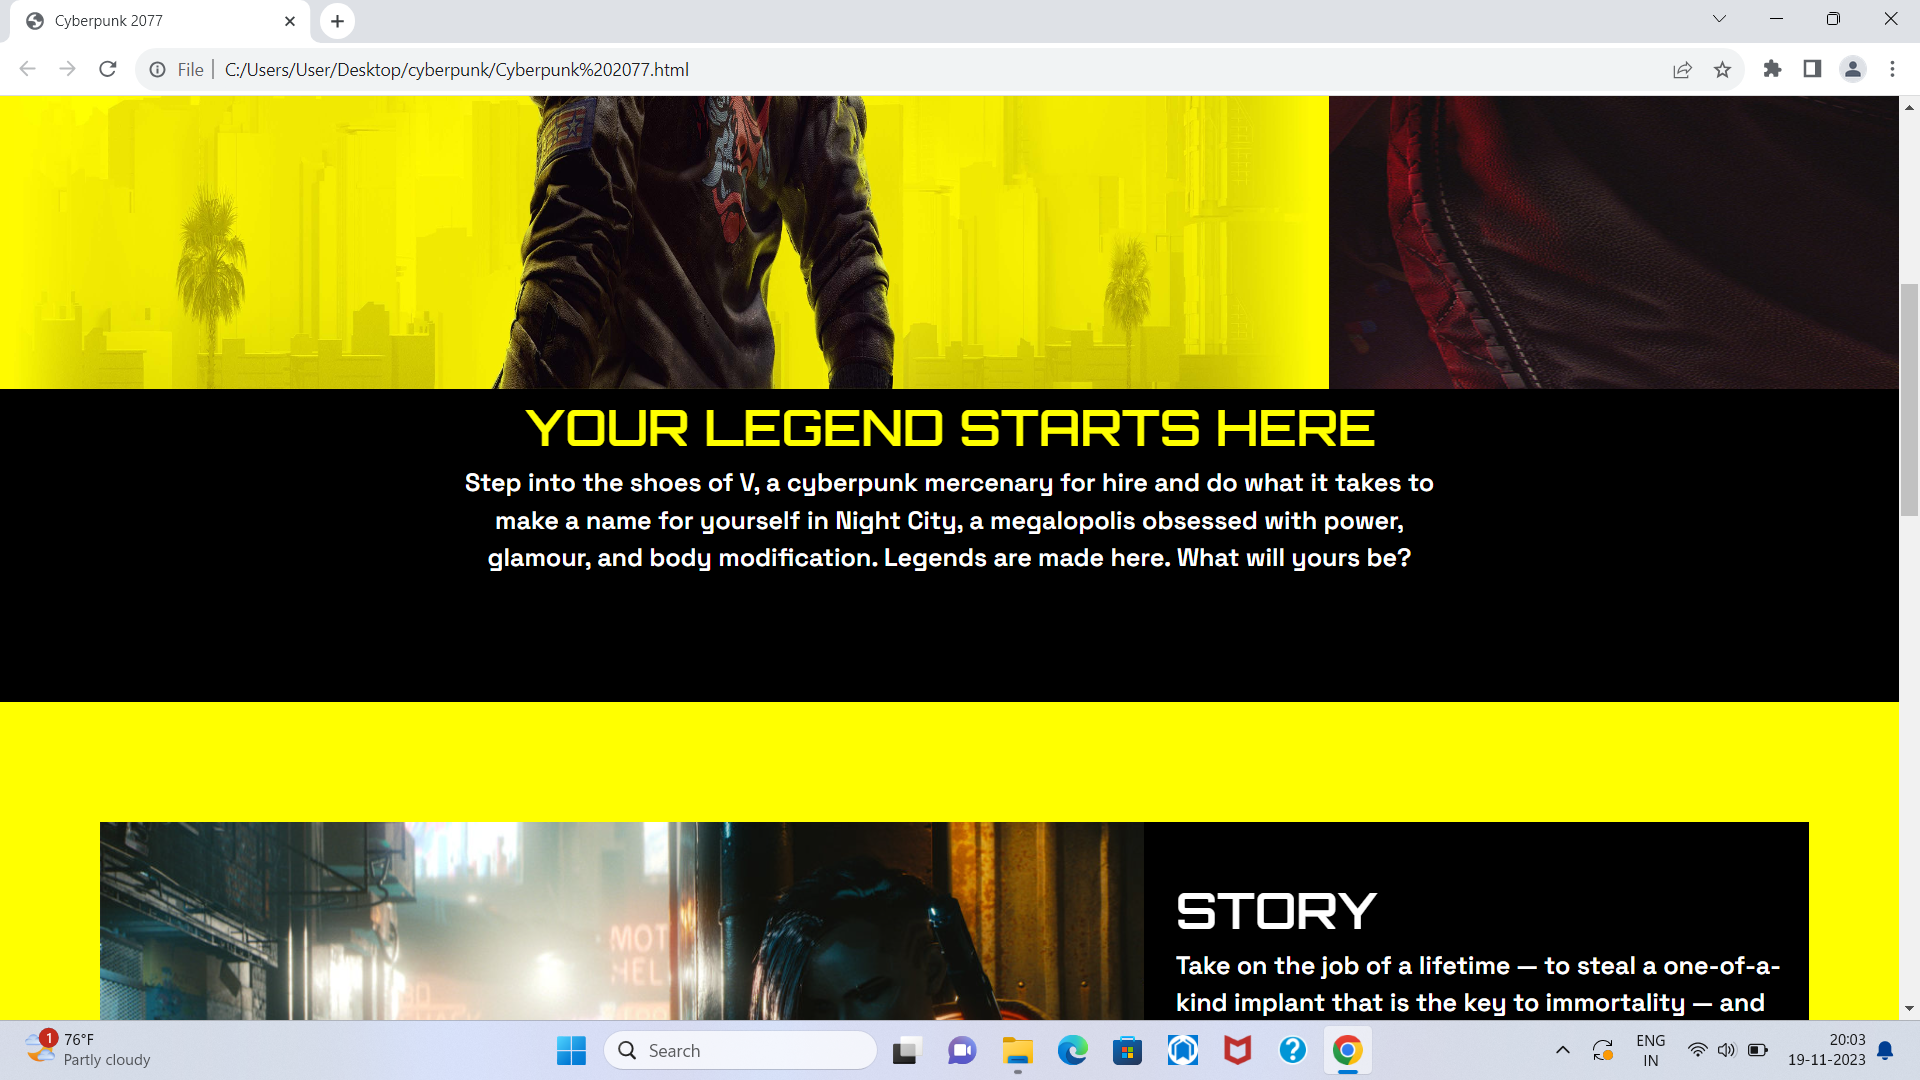 Cyberpunk 2077
File
C:/Users/User/Desktop/cyberpunk/Cyberpunk%202077.html
YOUR LEGEND STARTS HERE
Step into the shoes of V, a cyberpunk mercenary for hire and do what it takes to
make a name for yourself in Night City, a megalopolis obsessed with power,
glamour, and body modification. Legends are made here. What will yours be?
MOT
HEL
STORY
Take on the job of a lifetime — to steal a one-of-a-
kind implant that is the key to immortality — and
1
76°F
Partly cloudy
Search
ENG
IN
20:03
19-11-2023